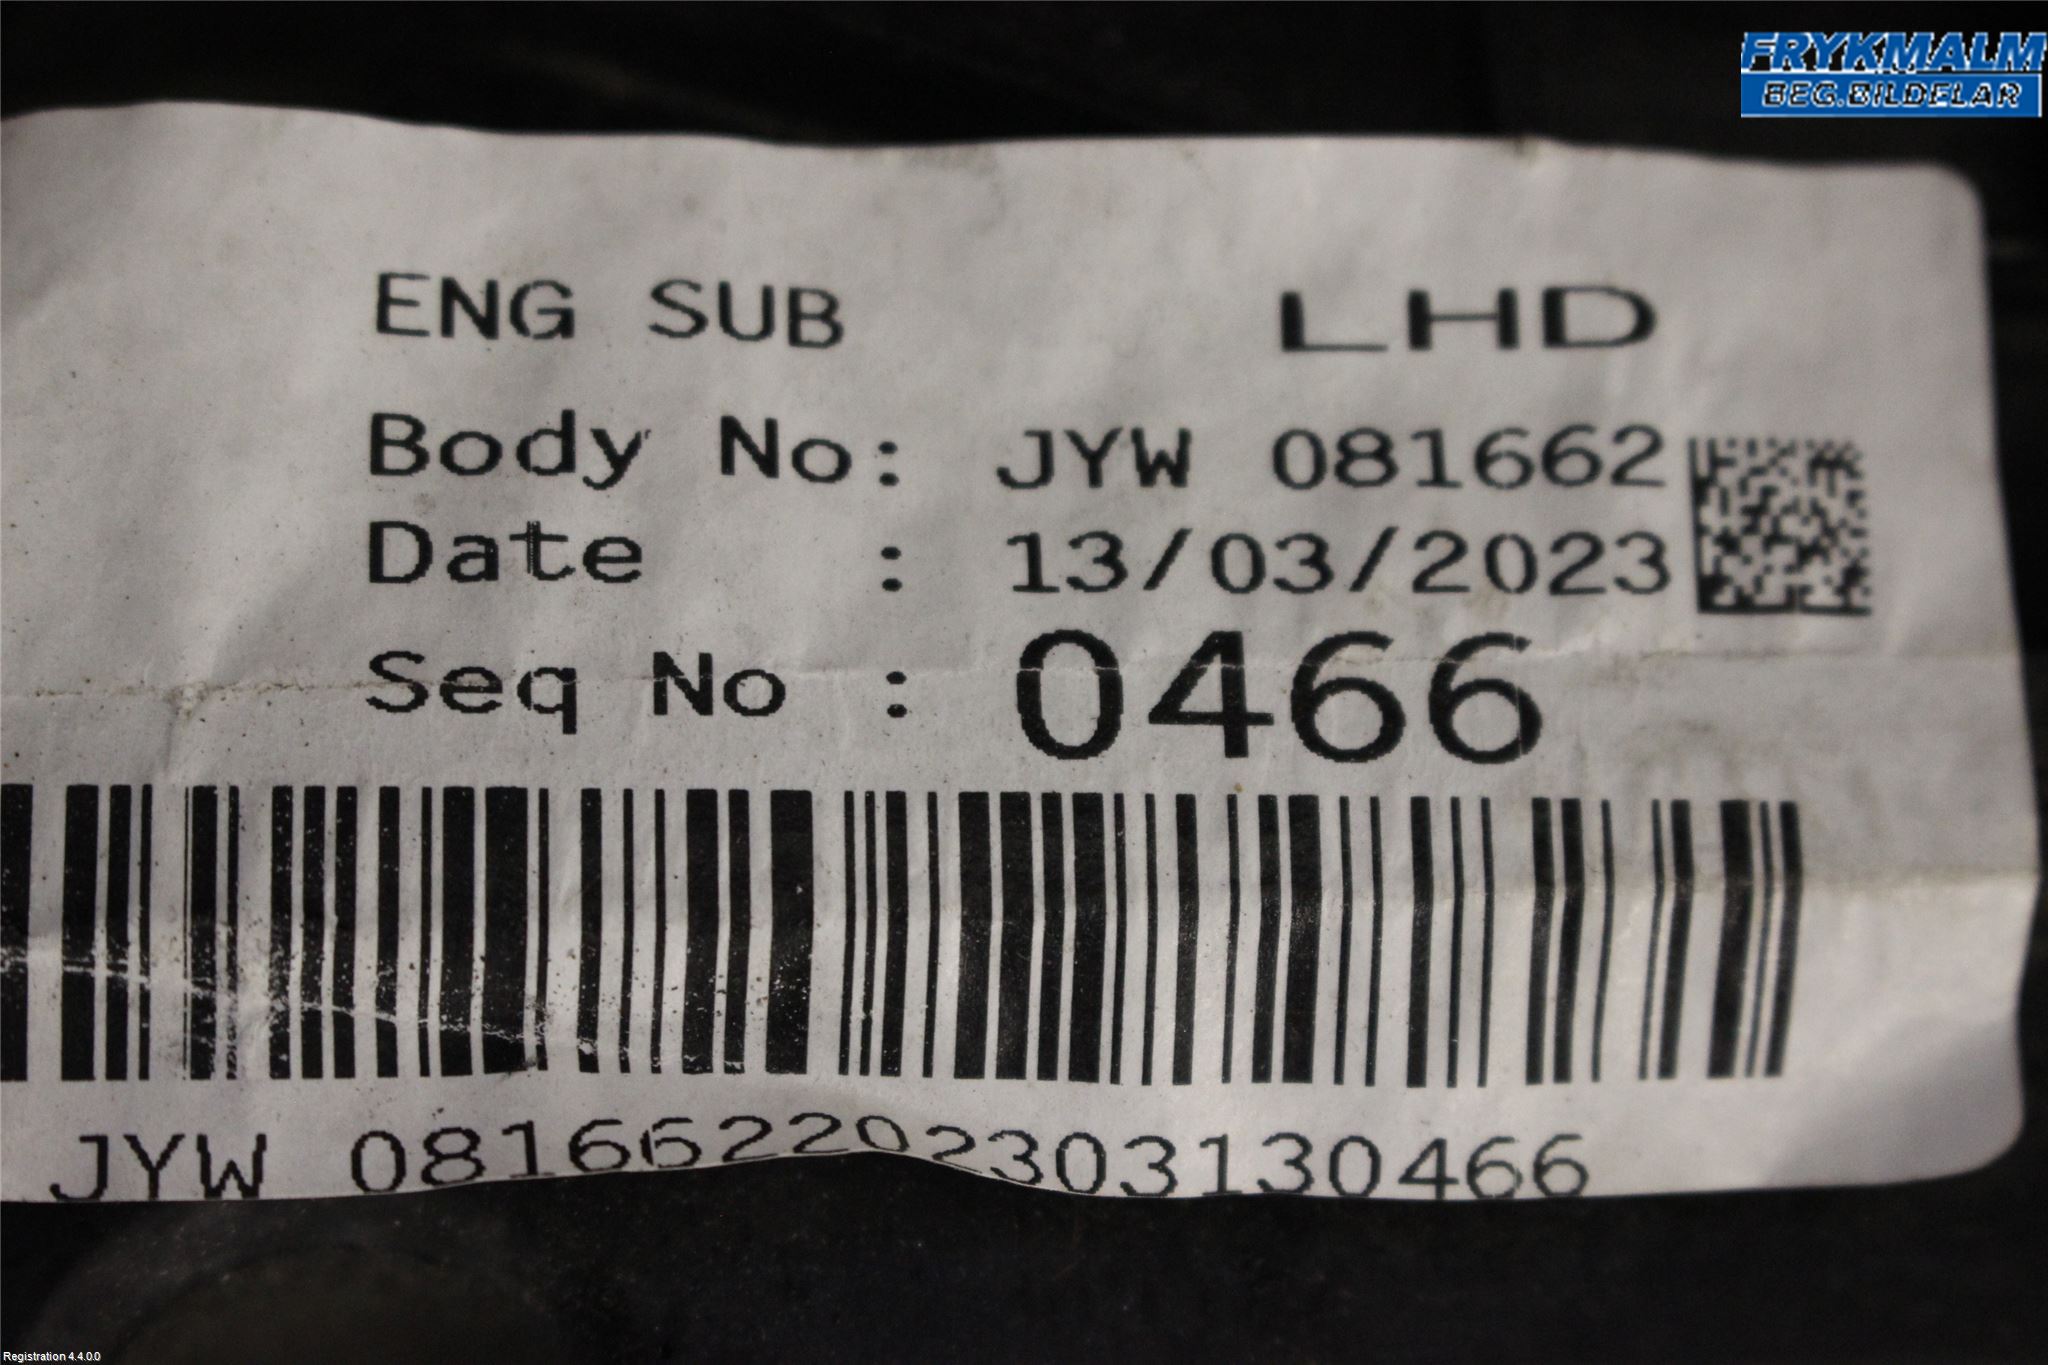 FRYKMALM
BEG.BILDELAR
ENG SUB LHD
Body No: JYW 081662
Date : 13/03/2023
Seq No : 0466
JYW 081662202303130466
Registration 4.4.0.0